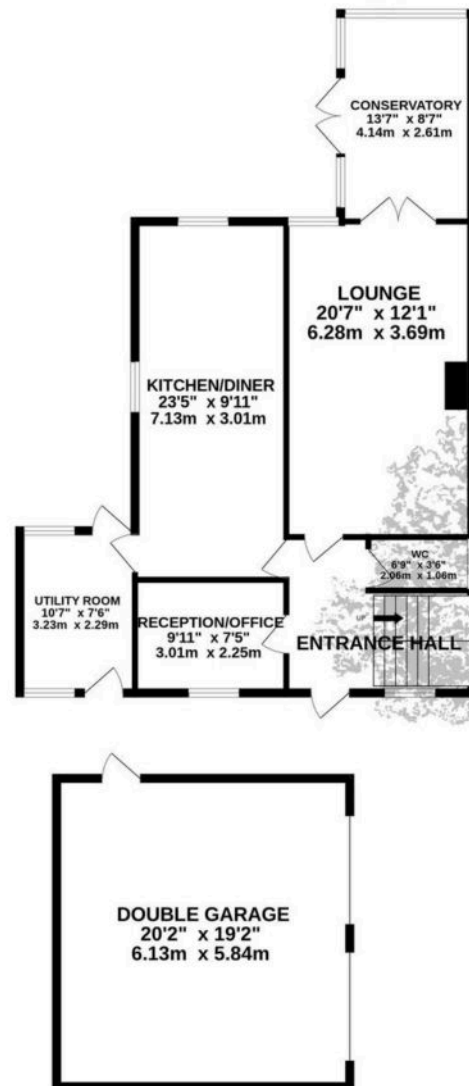 CONSERVATORY
13'7" x 8'7"
4.14m x 2.61m
LOUNGE
20'7" x 12'1"
6.28m x 3.69m
KITCHEN/DINER
23'5" x 9'11"
7.13m x 3.01m
WC
6'9" x 3'6"
2.06m x 1.06m
UTILITY ROOM
10'7" x 7'6"
3.23m x 2.29m
RECEPTION/OFFICE
9'11" x 7'5"
3.01m x 2.25m
UP
ENTRANCE HALL
DOUBLE GARAGE
20'2" x 19'2"
6.13m x 5.84m